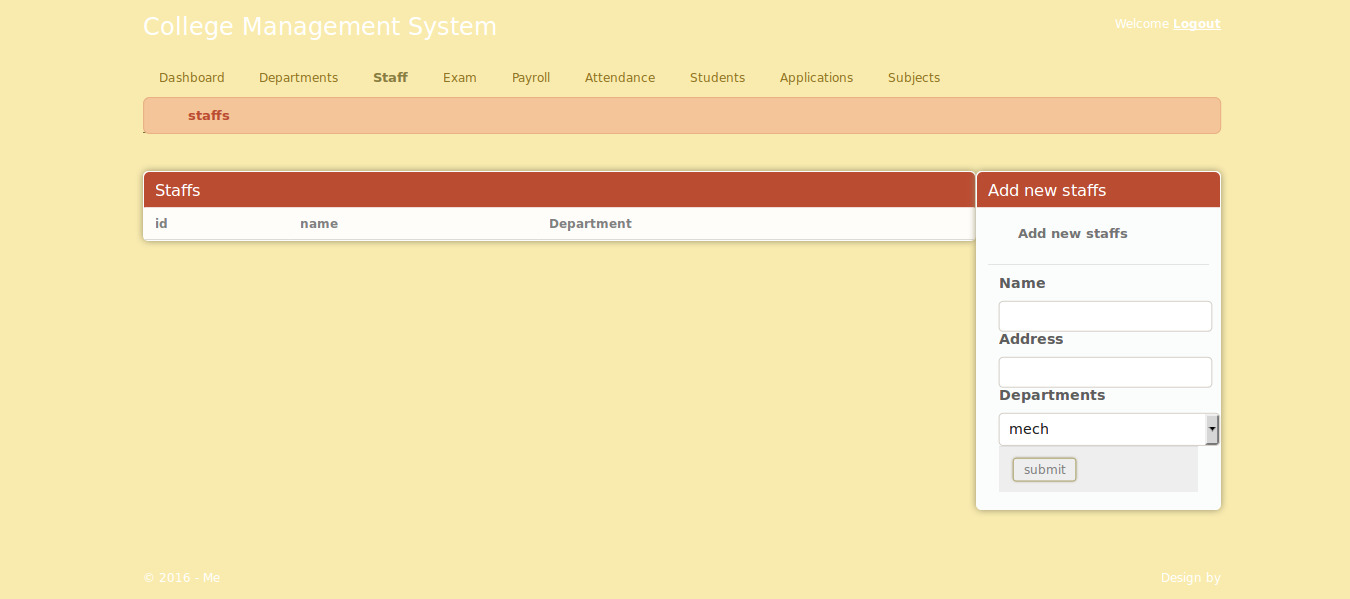 College Management System
Welcome Logout
Dashboard Departments Staff Exam Payroll Attendance Students Applications Subjects
staffs
Staffs
id name Department
Add new staffs
Add new staffs
Name
Address
Departments
mech
submit
© 2016 - Me
Design by